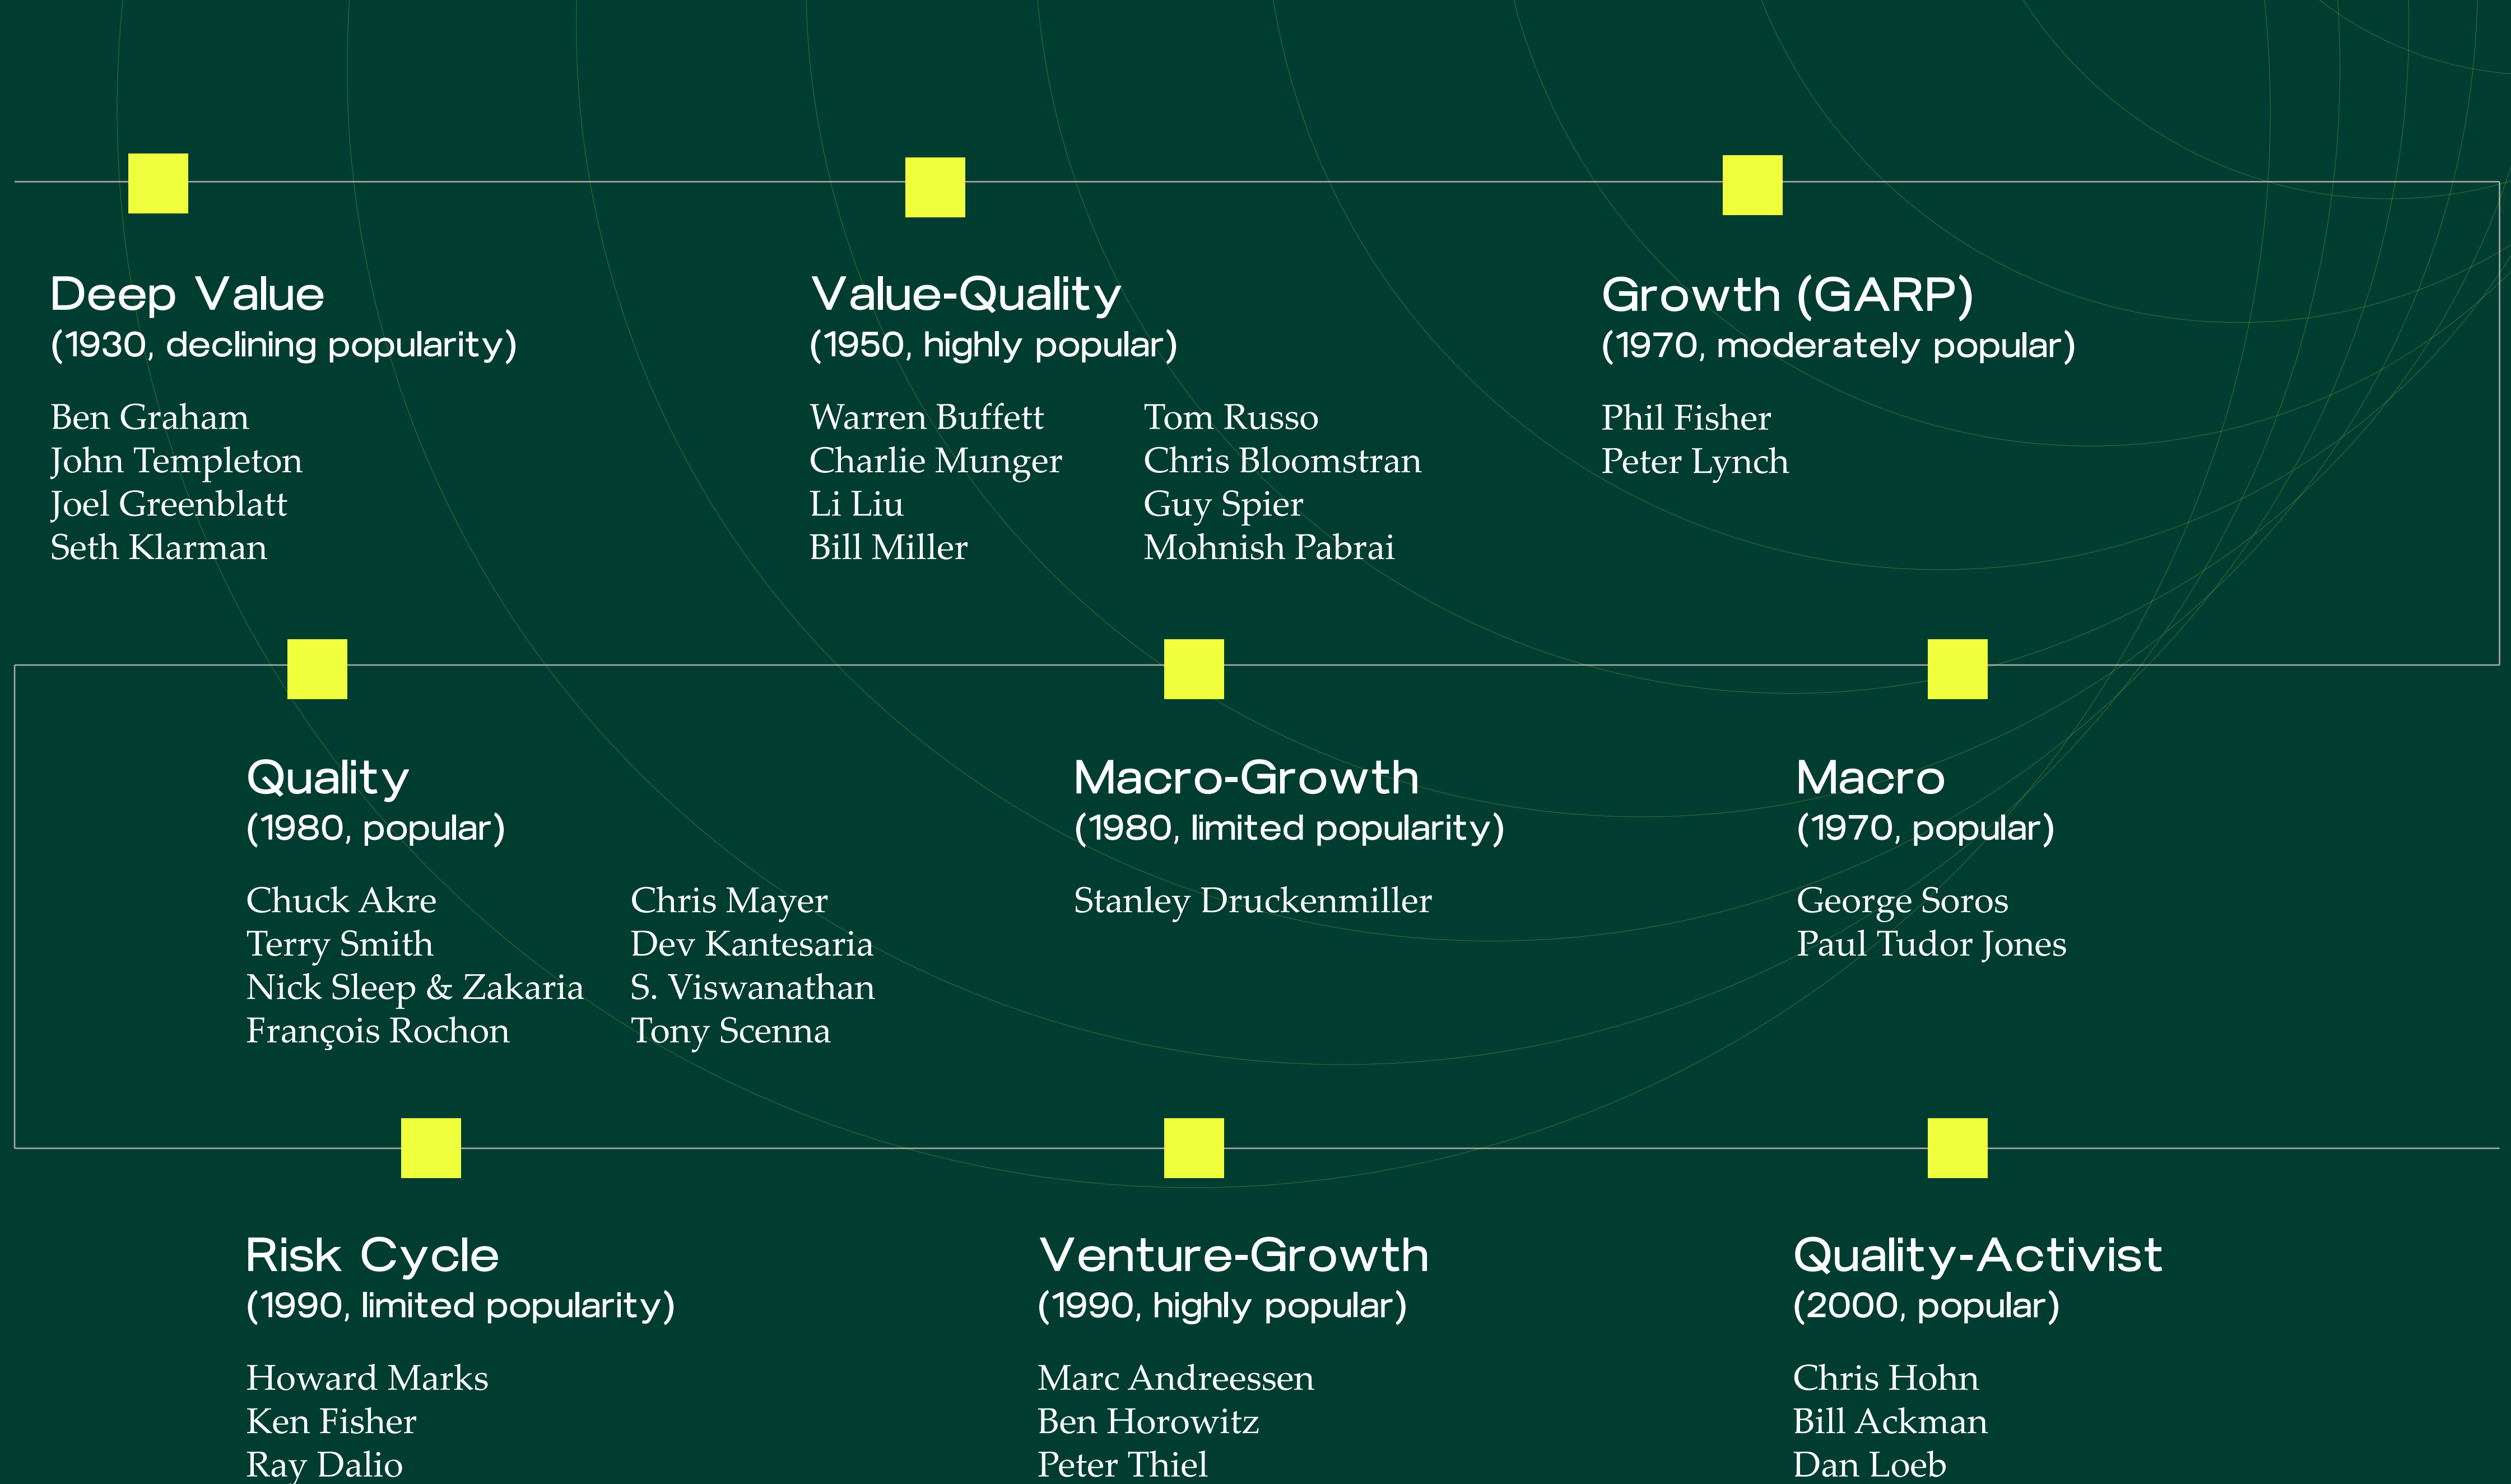 Deep Value
(1930, declining popularity)
Ben Graham
John Templeton
Joel Greenblatt
Seth Klarman
Value-Quality
(1950, highly popular)
Warren Buffett
Charlie Munger
Li Liu
Bill Miller
Tom Russo
Chris Bloomstran
Guy Spier
Mohnish Pabrai
Growth (GARP)
(1970, moderately popular)
Phil Fisher
Peter Lynch
Quality
(1980, popular)
Chuck Akre
Terry Smith
Nick Sleep & Zakaria
François Rochon
Chris Mayer
Dev Kantesaria
S. Viswanathan
Tony Scenna
Macro-Growth
(1980, limited popularity)
Stanley Druckenmiller
Macro
(1970, popular)
George Soros
Paul Tudor Jones
Risk Cycle
(1990, limited popularity)
Howard Marks
Ken Fisher
Ray Dalio
Venture-Growth
(1990, highly popular)
Marc Andreessen
Ben Horowitz
Peter Thiel
Quality-Activist
(2000, popular)
Chris Hohn
Bill Ackman
Dan Loeb